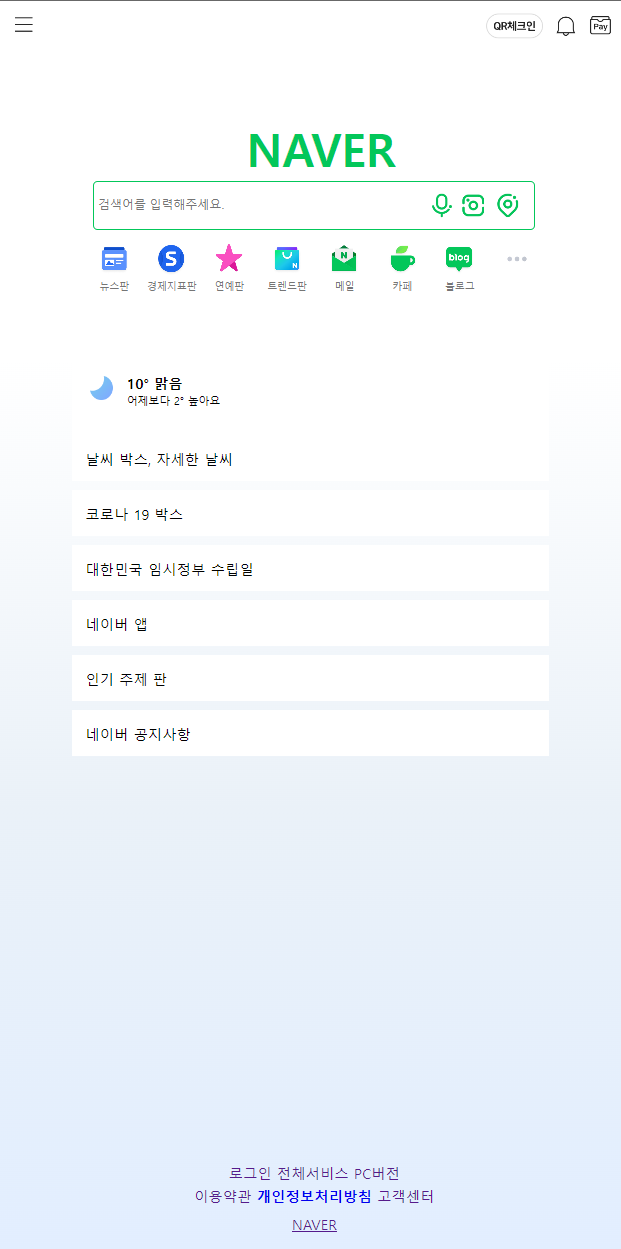 QR체크인
Pay
NAVER
검색어를 입력해주세요.
S
N
N
blog
뉴스판 경제지표판 연예판 트렌드판 메일 카페 블로그
10° 맑음
어제보다 2° 높아요
날씨 박스, 자세한 날씨
코로나 19 박스
대한민국 임시정부 수립일
네이버 앱
인기 주제 판
네이버 공지사항
로그인 전체서비스 PC버전
이용약관 개인정보처리방침 고객센터
NAVER